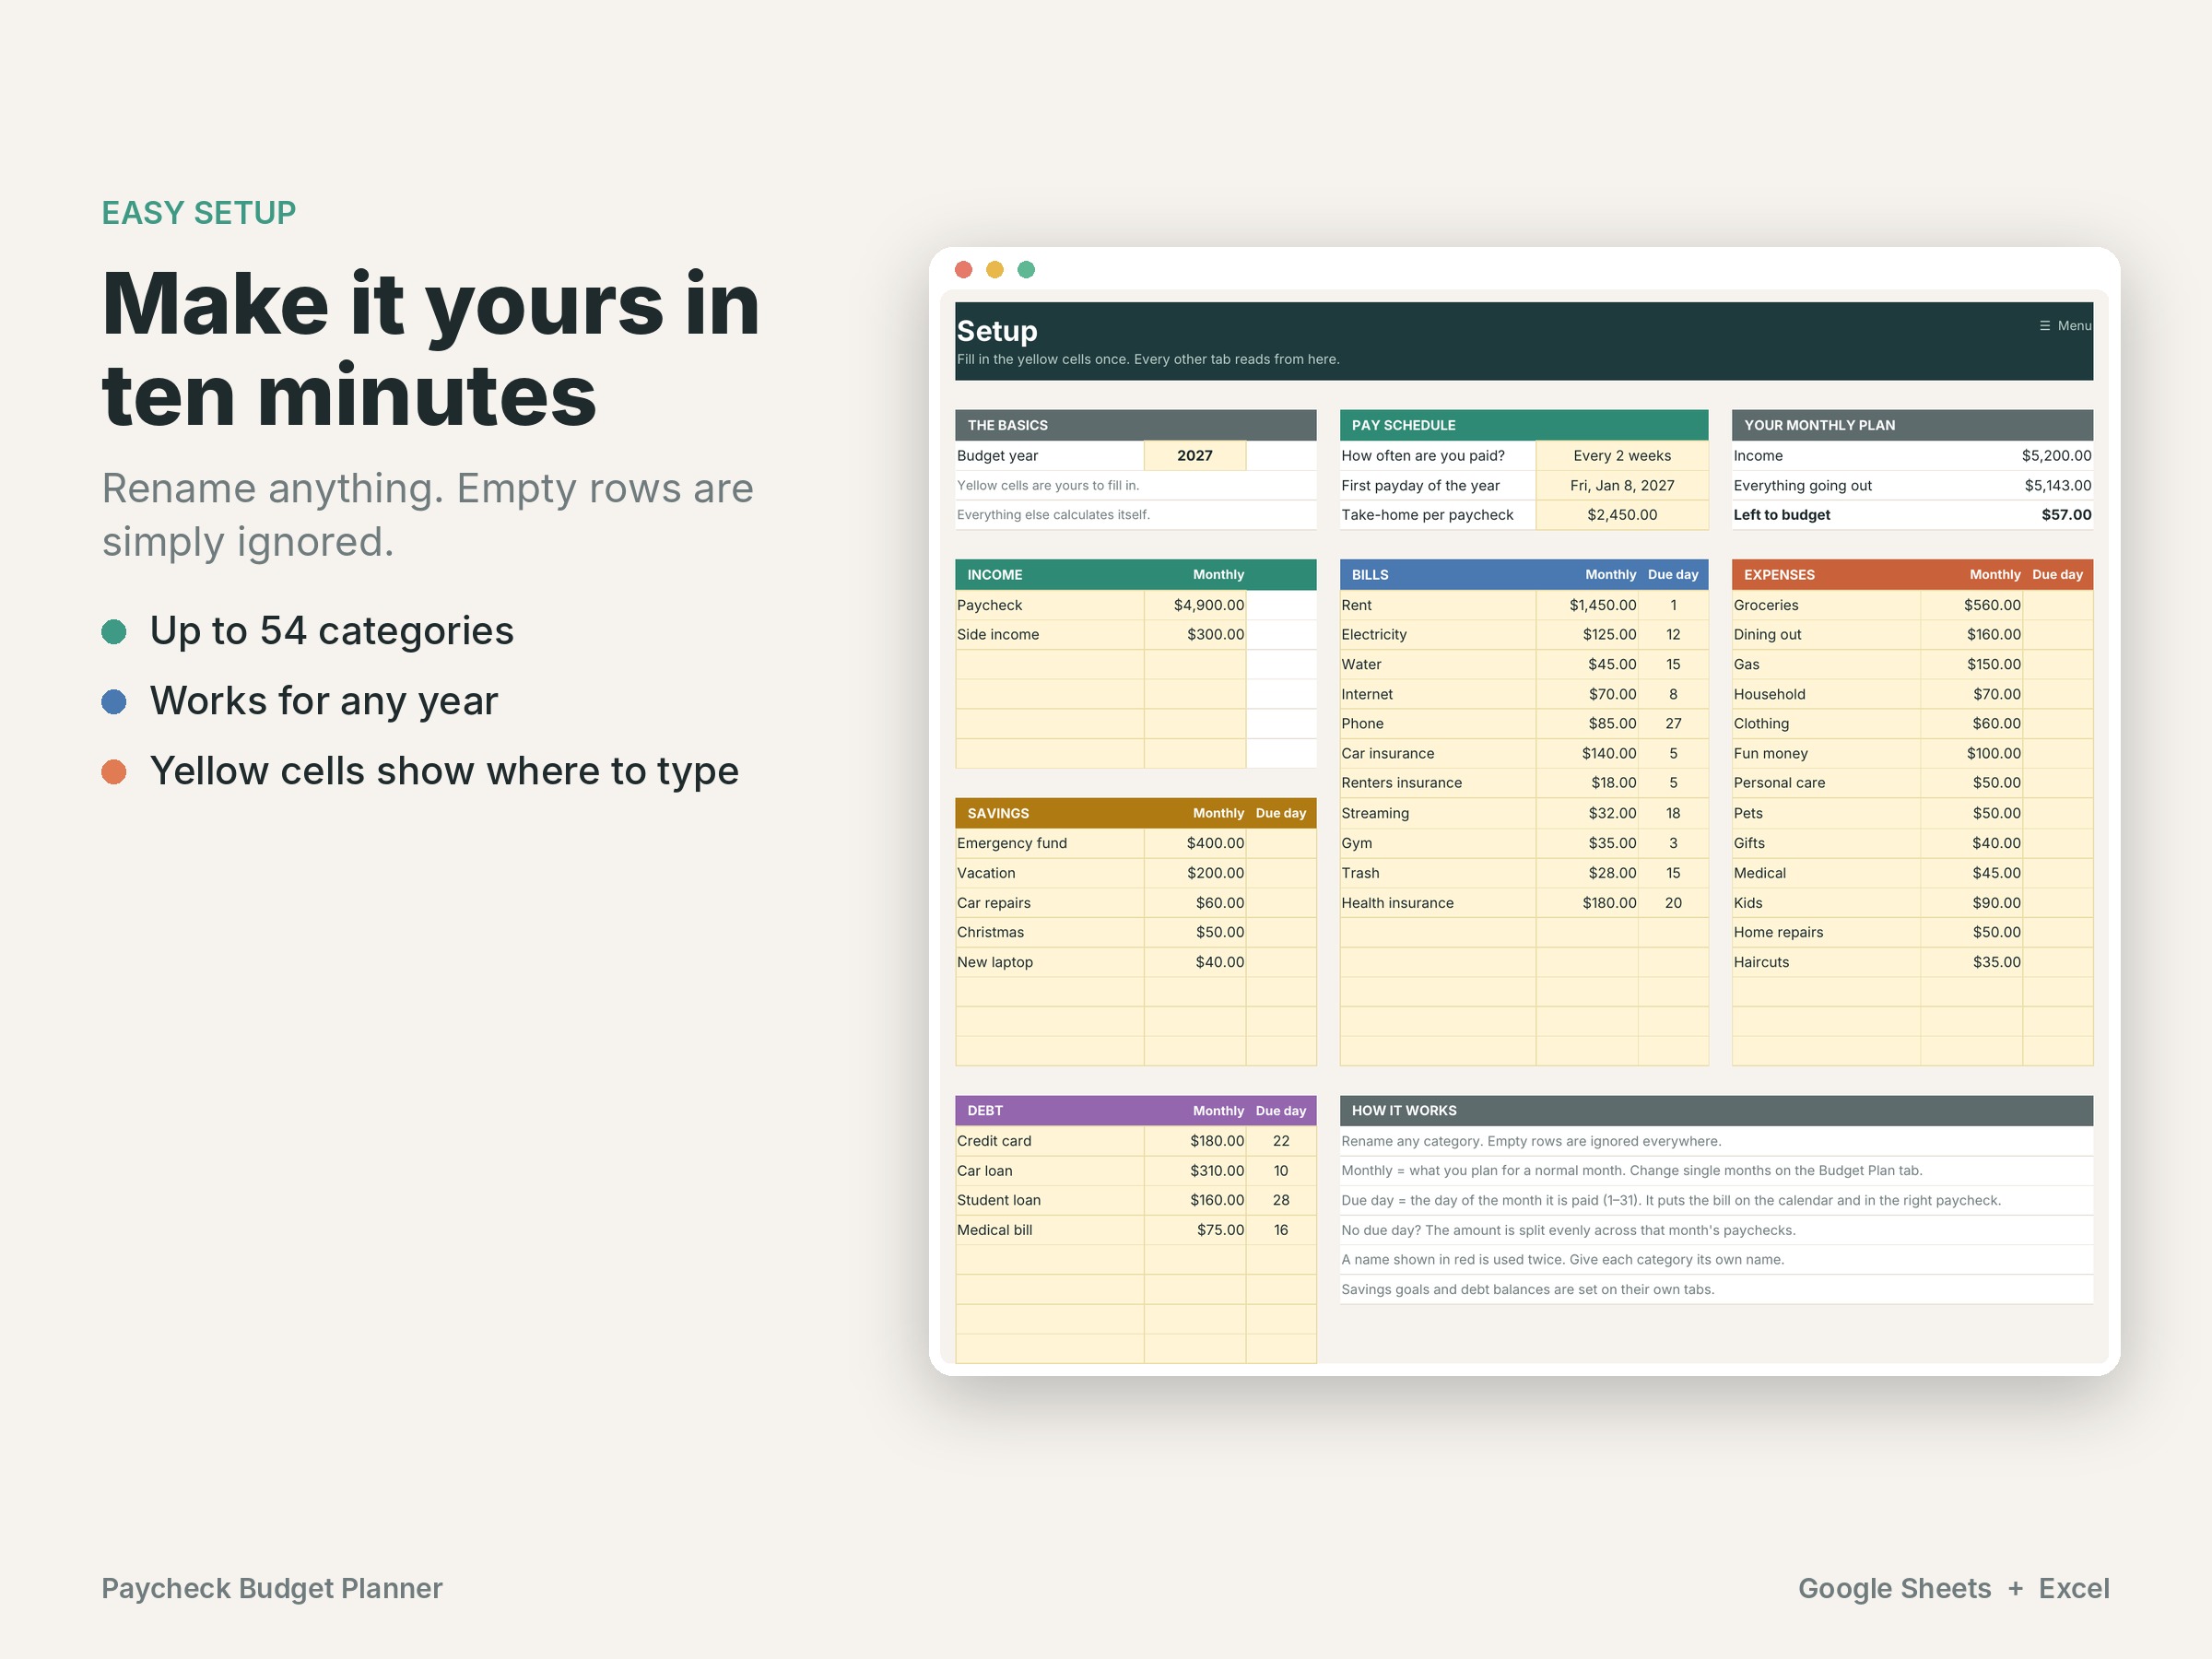 EASY SETUP
Make it yours in
ten minutes
Rename anything. Empty rows are
simply ignored.
Up to 54 categories
Works for any year
Yellow cells show where to type
Setup
☰ Menu
Fill in the yellow cells once. Every other tab reads from here.
THE BASICS
Budget year 2027
Yellow cells are yours to fill in.
Everything else calculates itself.
PAY SCHEDULE
How often are you paid? Every 2 weeks
First payday of the year Fri, Jan 8, 2027
Take-home per paycheck $2,450.00
YOUR MONTHLY PLAN
Income $5,200.00
Everything going out $5,143.00
Left to budget $57.00
INCOME Monthly
Paycheck $4,900.00
Side income $300.00
SAVINGS Monthly Due day
Emergency fund $400.00
Vacation $200.00
Car repairs $60.00
Christmas $50.00
New laptop $40.00
BILLS Monthly Due day
Rent $1,450.00 1
Electricity $125.00 12
Water $45.00 15
Internet $70.00 8
Phone $85.00 27
Car insurance $140.00 5
Renters insurance $18.00 5
Streaming $32.00 18
Gym $35.00 3
Trash $28.00 15
Health insurance $180.00 20
EXPENSES Monthly Due day
Groceries $560.00
Dining out $160.00
Gas $150.00
Household $70.00
Clothing $60.00
Fun money $100.00
Personal care $50.00
Pets $50.00
Gifts $40.00
Medical $45.00
Kids $90.00
Home repairs $50.00
Haircuts $35.00
DEBT Monthly Due day
Credit card $180.00 22
Car loan $310.00 10
Student loan $160.00 28
Medical bill $75.00 16
HOW IT WORKS
Rename any category. Empty rows are ignored everywhere.
Monthly = what you plan for a normal month. Change single months on the Budget Plan tab.
Due day = the day of the month it is paid (1–31). It puts the bill on the calendar and in the right paycheck.
No due day? The amount is split evenly across that month's paychecks.
A name shown in red is used twice. Give each category its own name.
Savings goals and debt balances are set on their own tabs.
Paycheck Budget Planner
Google Sheets + Excel